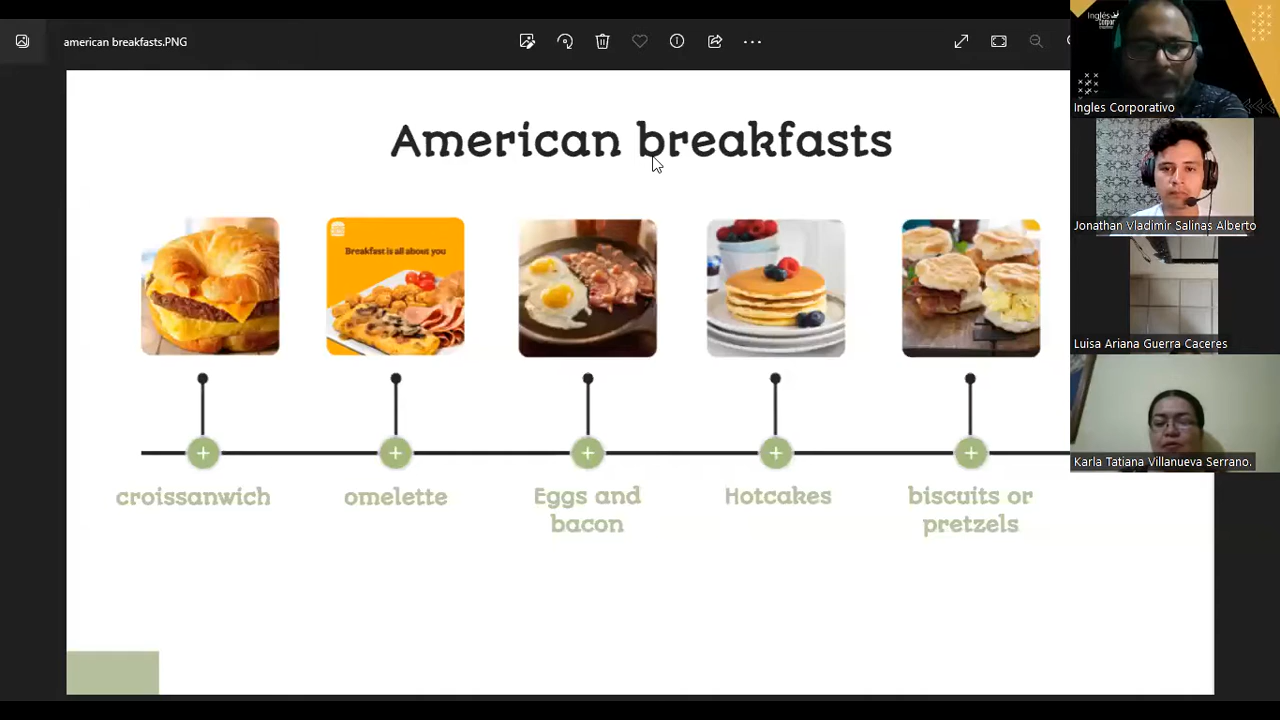 american breakfasts.PNG
American breakfasts
Breakfast is all about you
croissanwich
omelette
Eggs and
bacon
Hotcakes
biscuits or
pretzels
Inglés
Ingles Corporativo
Jonathan Vladimir Salinas Alberto
Luisa Ariana Guerra Caceres
Karla Tatiana Villanueva Serrano.